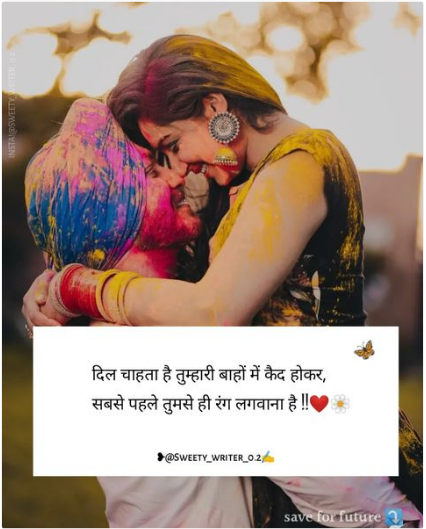 INSTA|@SWEETY_WRITER_0.2
दिल चाहता है तुम्हारी बाहों में कैद होकर,
सबसे पहले तुमसे ही रंग लगवाना है !!❤️🌼
❥@SWEETY_WRITER_0.2✍️
save for future